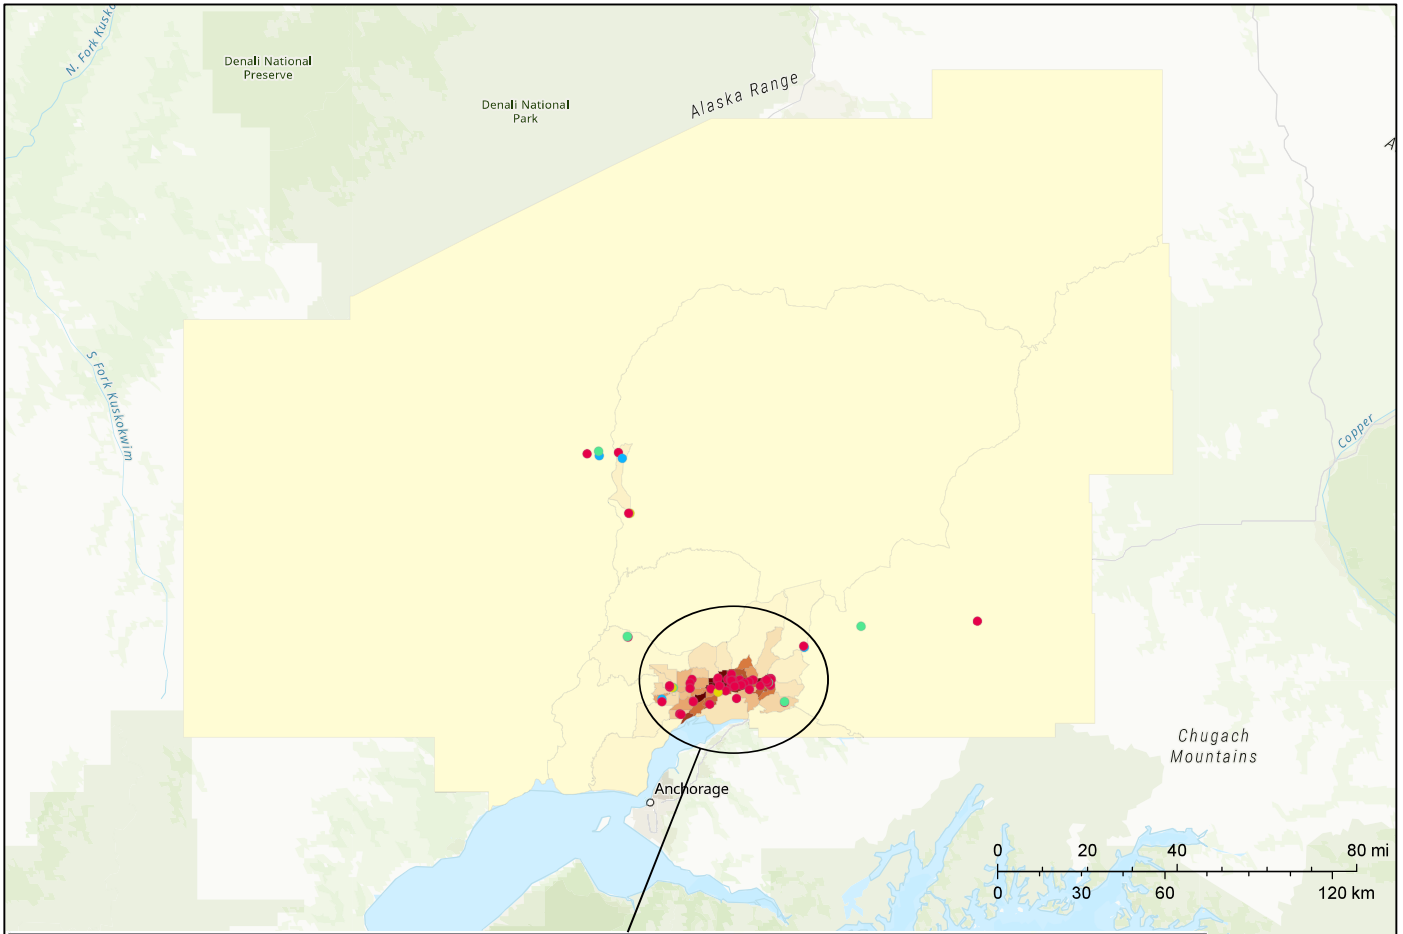 N. Fork Kusko
Denali National
Preserve
Denali National
Park
Alaska Range
A
S Fork Kuskokwim
Copper
Chugach
Mountains
Anchorage
0 20 40 80 mi
0 30 60 120 km